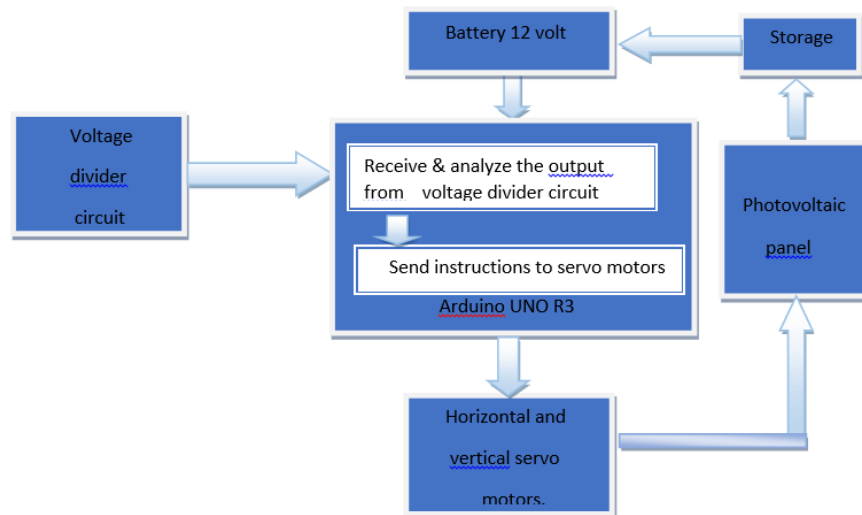 Battery 12 volt
Storage
Voltage
divider
circuit
Receive & analyze the output
from voltage divider circuit
Send instructions to servo motors
Arduino UNO R3
Photovoltaic
panel
Horizontal and
vertical servo
motors.